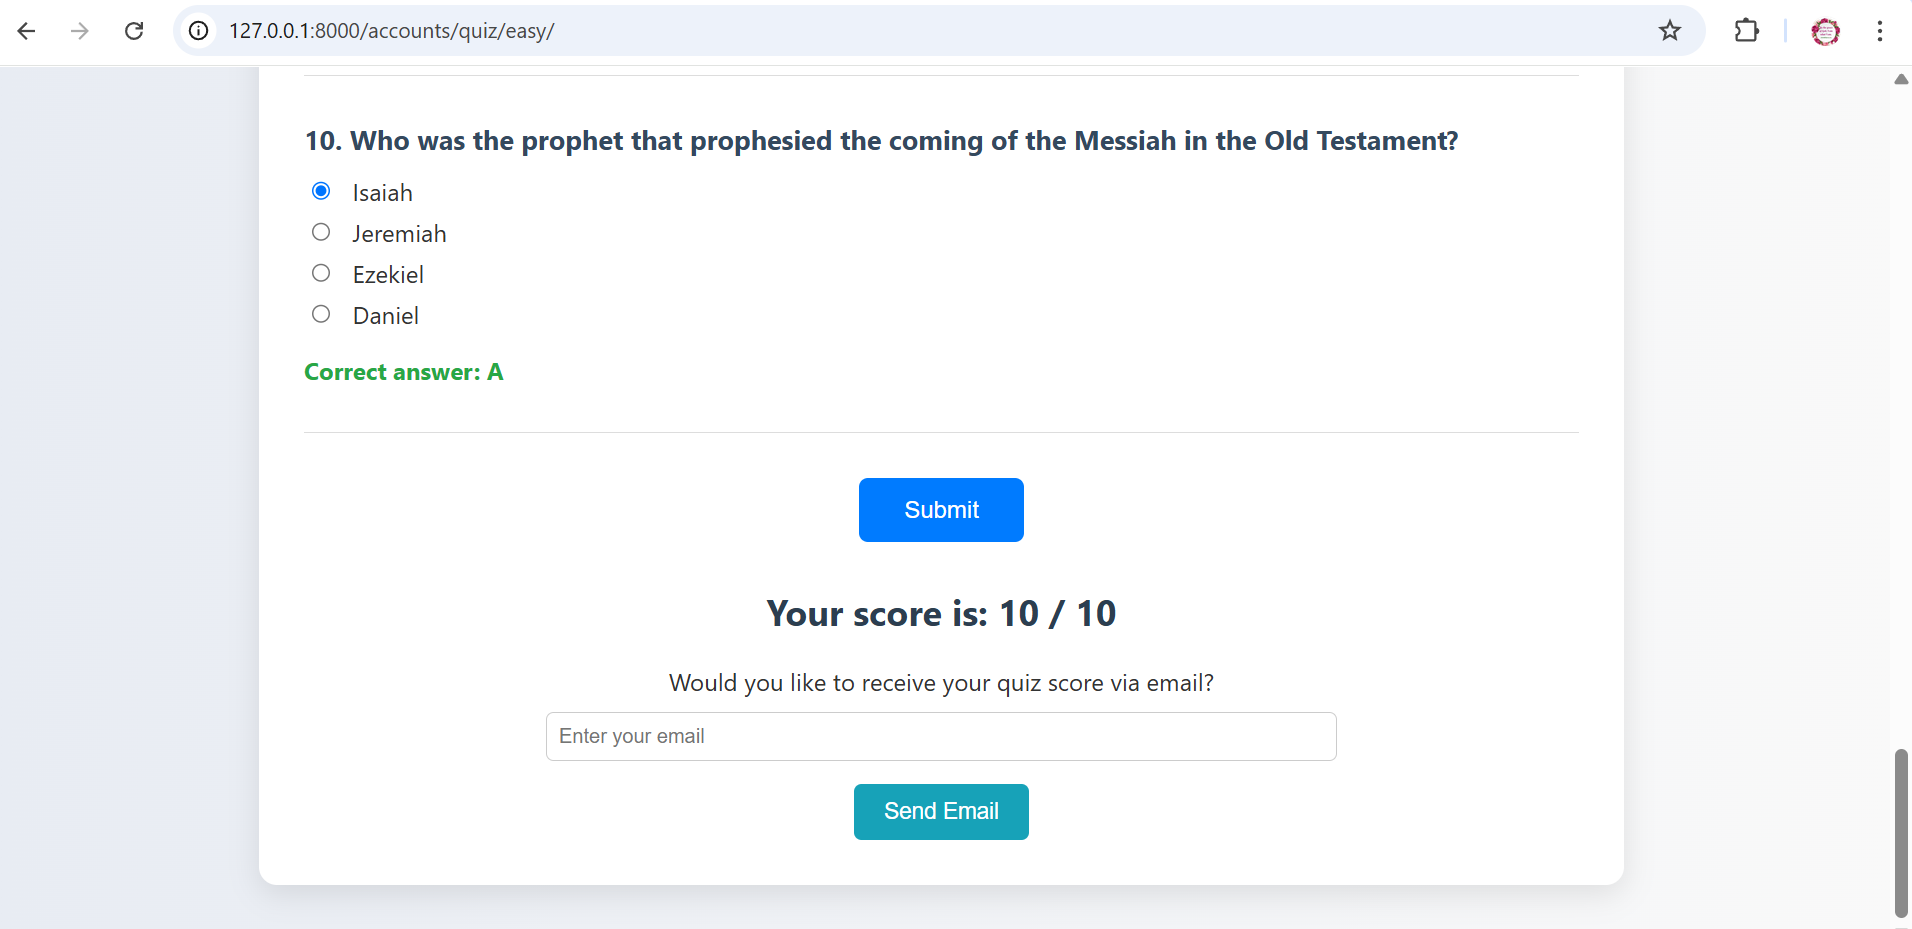 127.0.0.1:8000/accounts/quiz/easy/
10. Who was the prophet that prophesied the coming of the Messiah in the Old Testament?
Isaiah
Jeremiah
Ezekiel
Daniel
Correct answer: A
Submit
Your score is: 10 / 10
Would you like to receive your quiz score via email?
Enter your email
Send Email